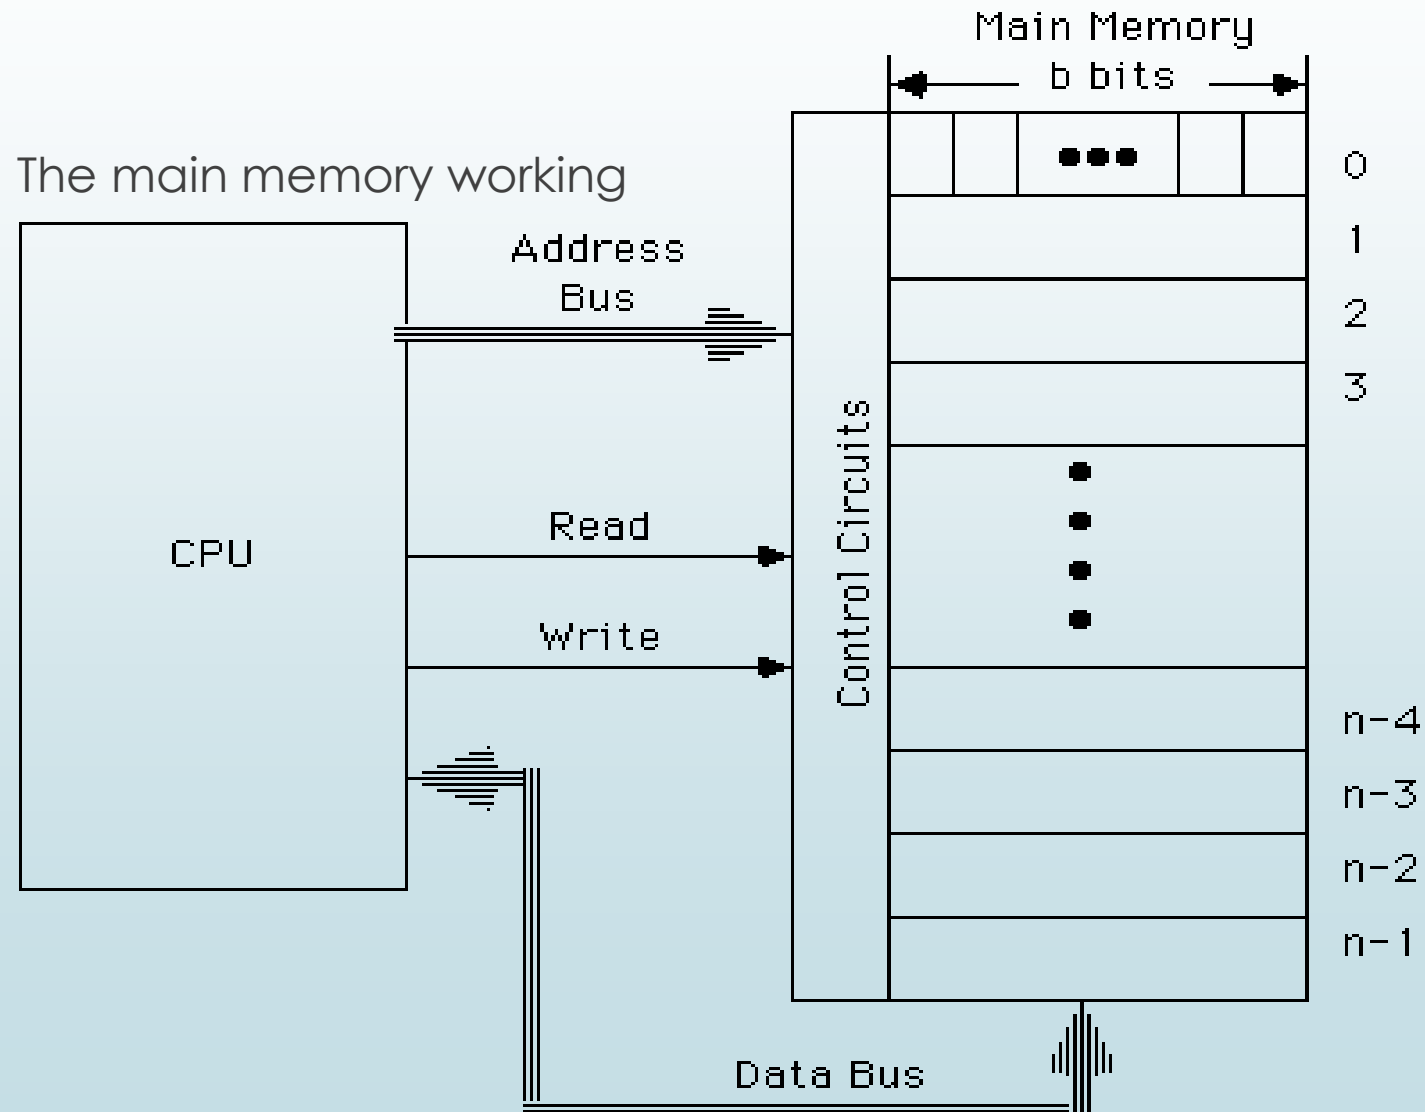 Main Memory
b bits
The main memory working
Address
Bus
Read
Write
CPU
Control Circuits
0
1
2
3
n-4
n-3
n-2
n-1
Data Bus